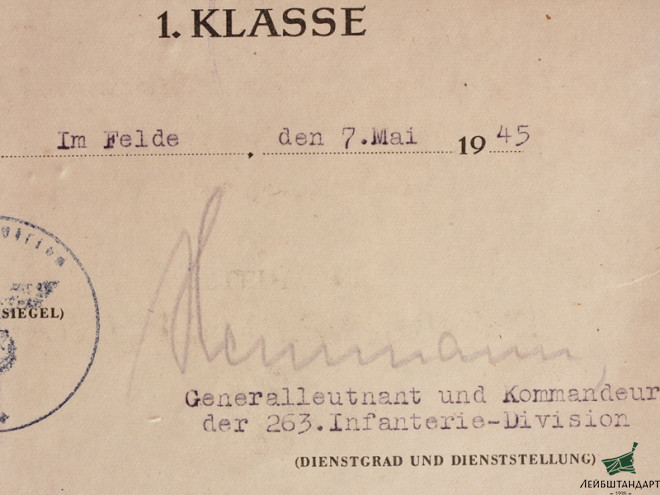 1. KLASSE
Im Felde , den 7.Mai 1945
SIEGEL)
Generalleutnant und Kommandeur
der 263.Infanterie-Division
(DIENSTGRAD UND DIENSTSTELLUNG)
ЛЕЙБШТАНДАРТ